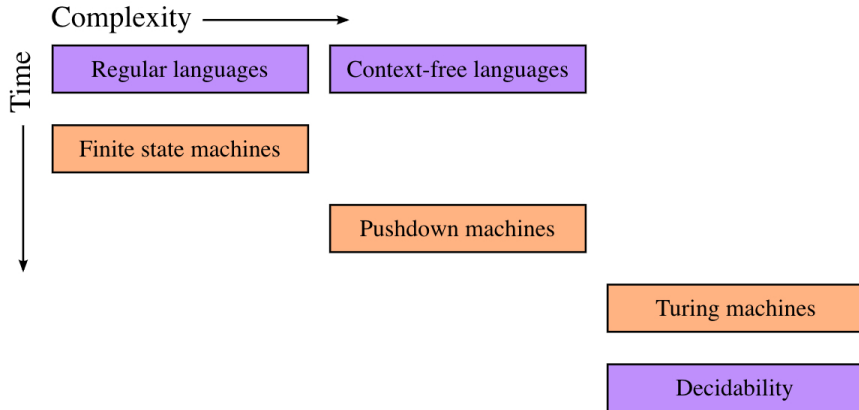 Complexity
Time
Regular languages
Context-free languages
Finite state machines
Pushdown machines
Turing machines
Decidability